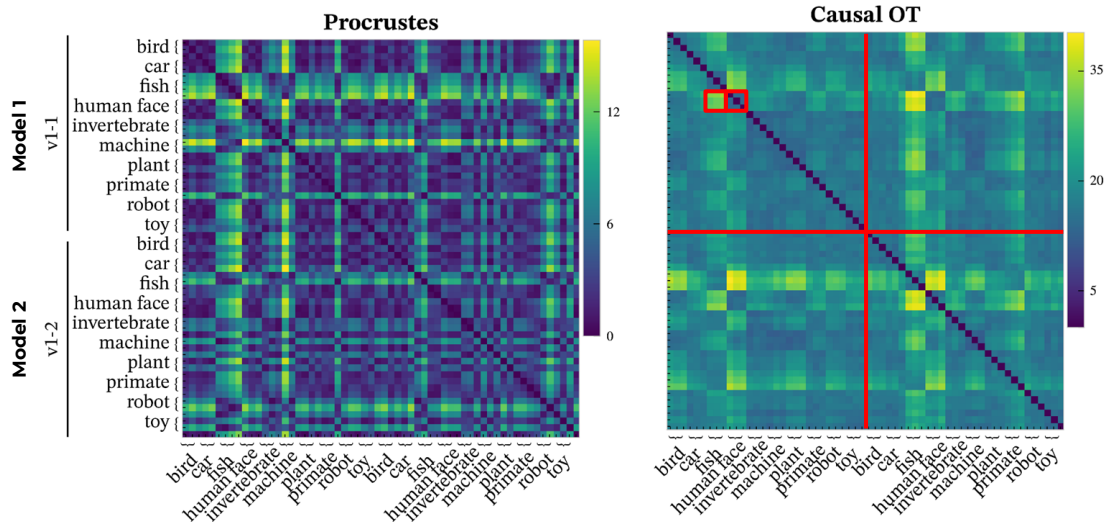 Procrustes
Causal OT
Model 1
v1-1
bird
car
fish
human face
invertebrate
machine
plant
primate
robot
toy
Model 2
v1-2
bird
car
fish
human face
invertebrate
machine
plant
primate
robot
toy
12
6
0
35
20
5
bird
car
fish
human face
invertebrate
machine
plant
primate
robot
toy
bird
car
fish
human face
invertebrate
machine
plant
primate
robot
toy
bird
car
fish
human face
invertebrate
machine
plant
primate
robot
toy
bird
car
fish
human face
invertebrate
machine
plant
primate
robot
toy